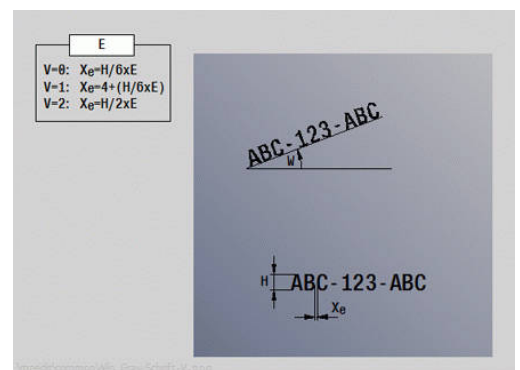 E
V=0: Xe=H/6xE
V=1: Xe=4+(H/6xE)
V=2: Xe=H/2xE
ABC-123-ABC
W
H ABC-123-ABC
Xe